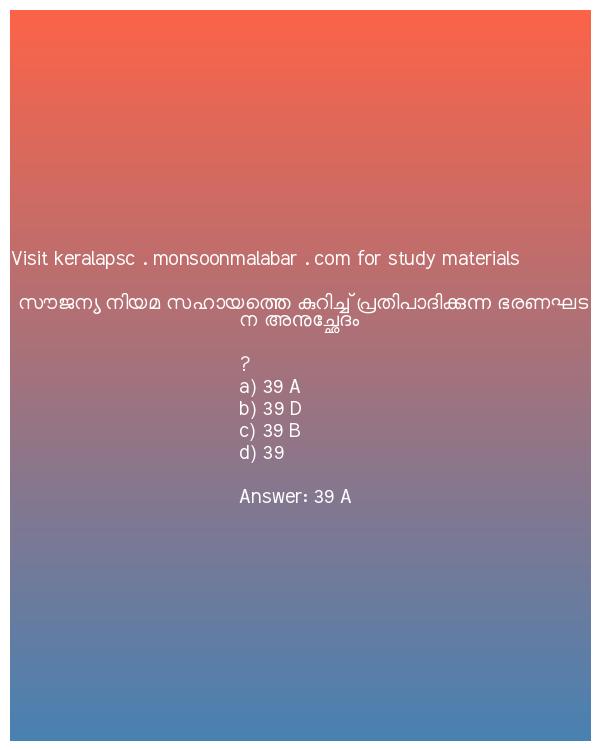 Visit keralapsc . monsoonmalabar . com for study materials
സൗജന്യ നിയമ സഹായത്തെ കുറിച്ച് പ്രതിപാദിക്കുന്ന ഭരണഘട
ന അനുച്ഛേദം
?
a) 39 A
b) 39 D
c) 39 B
d) 39
Answer: 39 A